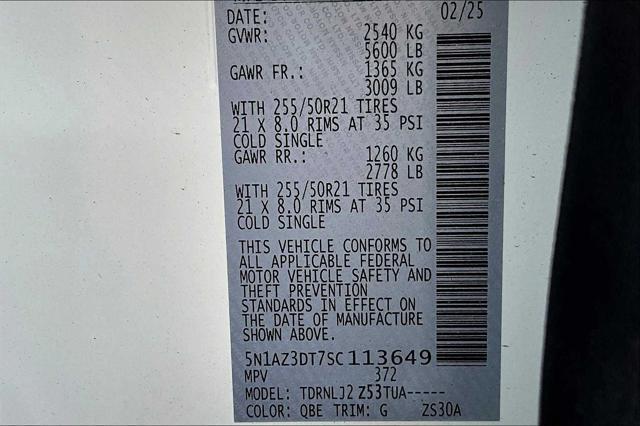 DATE: 02/25
GVWR: 2540 KG
5600 LB
GAWR FR.: 1365 KG
3009 LB
WITH 255/50R21 TIRES
21 X 8.0 RIMS AT 35 PSI
COLD SINGLE
GAWR RR.: 1260 KG
2778 LB
WITH 255/50R21 TIRES
21 X 8.0 RIMS AT 35 PSI
COLD SINGLE
THIS VEHICLE CONFORMS TO
ALL APPLICABLE FEDERAL
MOTOR VEHICLE SAFETY AND
THEFT PREVENTION
STANDARDS IN EFFECT ON
THE DATE OF MANUFACTURE
SHOWN ABOVE.
5N1AZ3DT7SC113649
MPV 372
MODEL: TDRNLJ2 Z53TUA-----
COLOR: QBE TRIM: G ZS30A